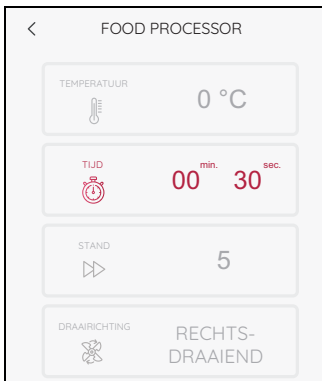 FOOD PROCESSOR
TEMPERATUUR
0 °C
TIJD
00 min. 30 sec.
STAND
5
DRAAIRICHTING
RECHTS-
DRAAIEND